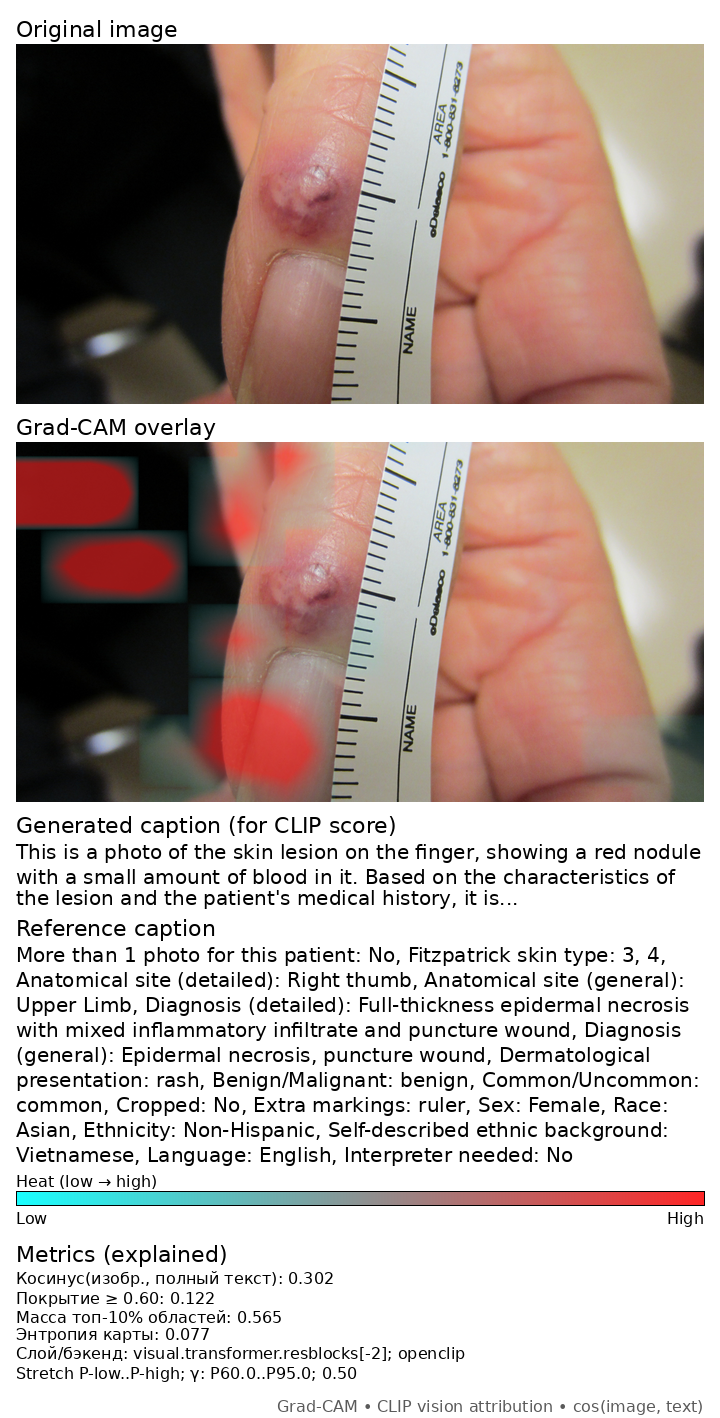 Original image
AREA
1-800-831-6273
eDelasco
NAME
Grad-CAM overlay
AREA
1-800-831-6273
eDelasco
NAME
Generated caption (for CLIP score)
This is a photo of the skin lesion on the finger, showing a red nodule
with a small amount of blood in it. Based on the characteristics of
the lesion and the patient's medical history, it is...
Reference caption
More than 1 photo for this patient: No, Fitzpatrick skin type: 3, 4,
Anatomical site (detailed): Right thumb, Anatomical site (general):
Upper Limb, Diagnosis (detailed): Full-thickness epidermal necrosis
with mixed inflammatory infiltrate and puncture wound, Diagnosis
(general): Epidermal necrosis, puncture wound, Dermatological
presentation: rash, Benign/Malignant: benign, Common/Uncommon:
common, Cropped: No, Extra markings: ruler, Sex: Female, Race:
Asian, Ethnicity: Non-Hispanic, Self-described ethnic background:
Vietnamese, Language: English, Interpreter needed: No
Heat (low → high)
Low High
Metrics (explained)
Косинус(изобр., полный текст): 0.302
Покрытие ≥ 0.60: 0.122
Масса топ-10% областей: 0.565
Энтропия карты: 0.077
Слой/бэкенд: visual.transformer.resblocks[-2]; openclip
Stretch P-low..P-high; γ: P60.0..P95.0; 0.50
Grad-CAM • CLIP vision attribution • cos(image, text)